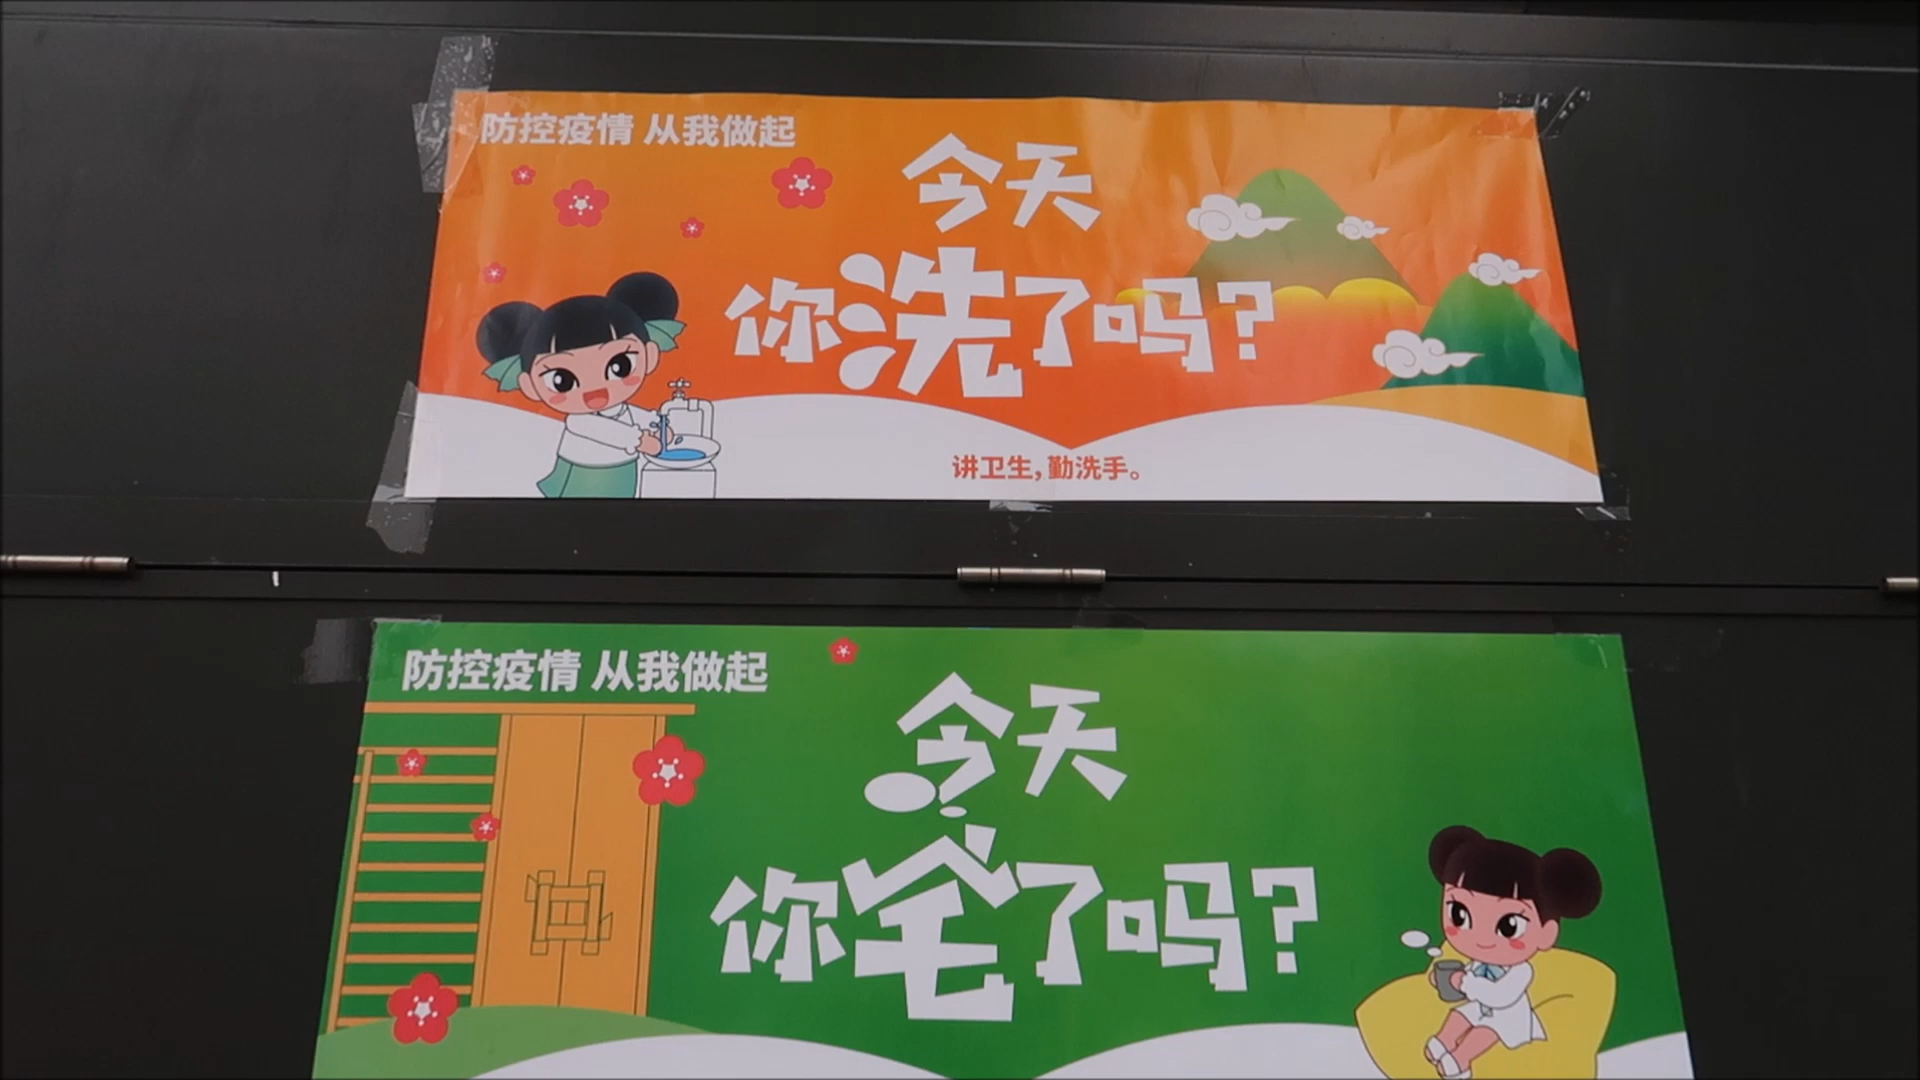 防控疫情 从我做起
今天
你洗了吗?
讲卫生,勤洗手。
防控疫情 从我做起
今天
你宅了吗?